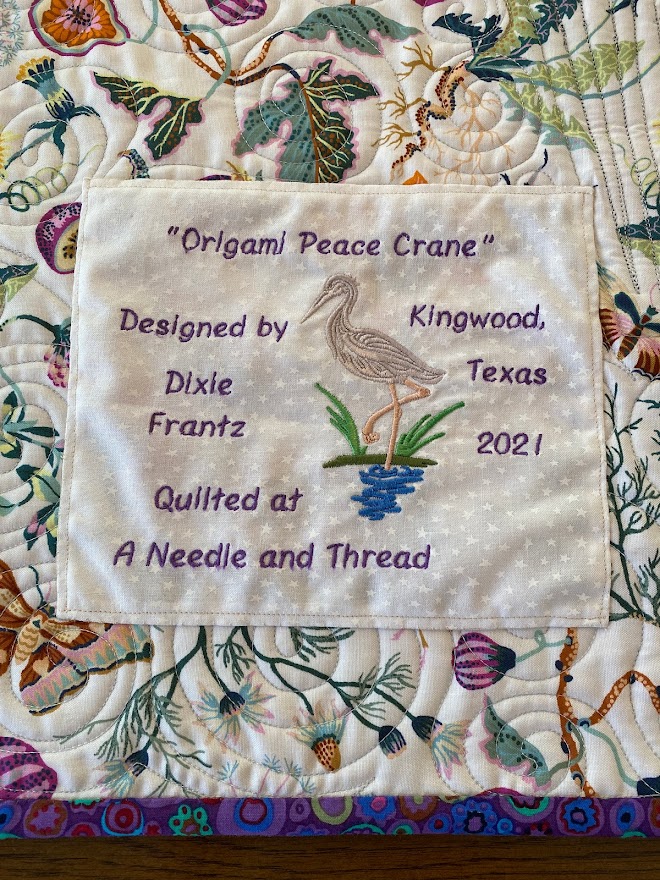 "Origami Peace Crane"
Designed by
Dixie
Frantz
Kingwood,
Texas
2021
Quilted at
A Needle and Thread